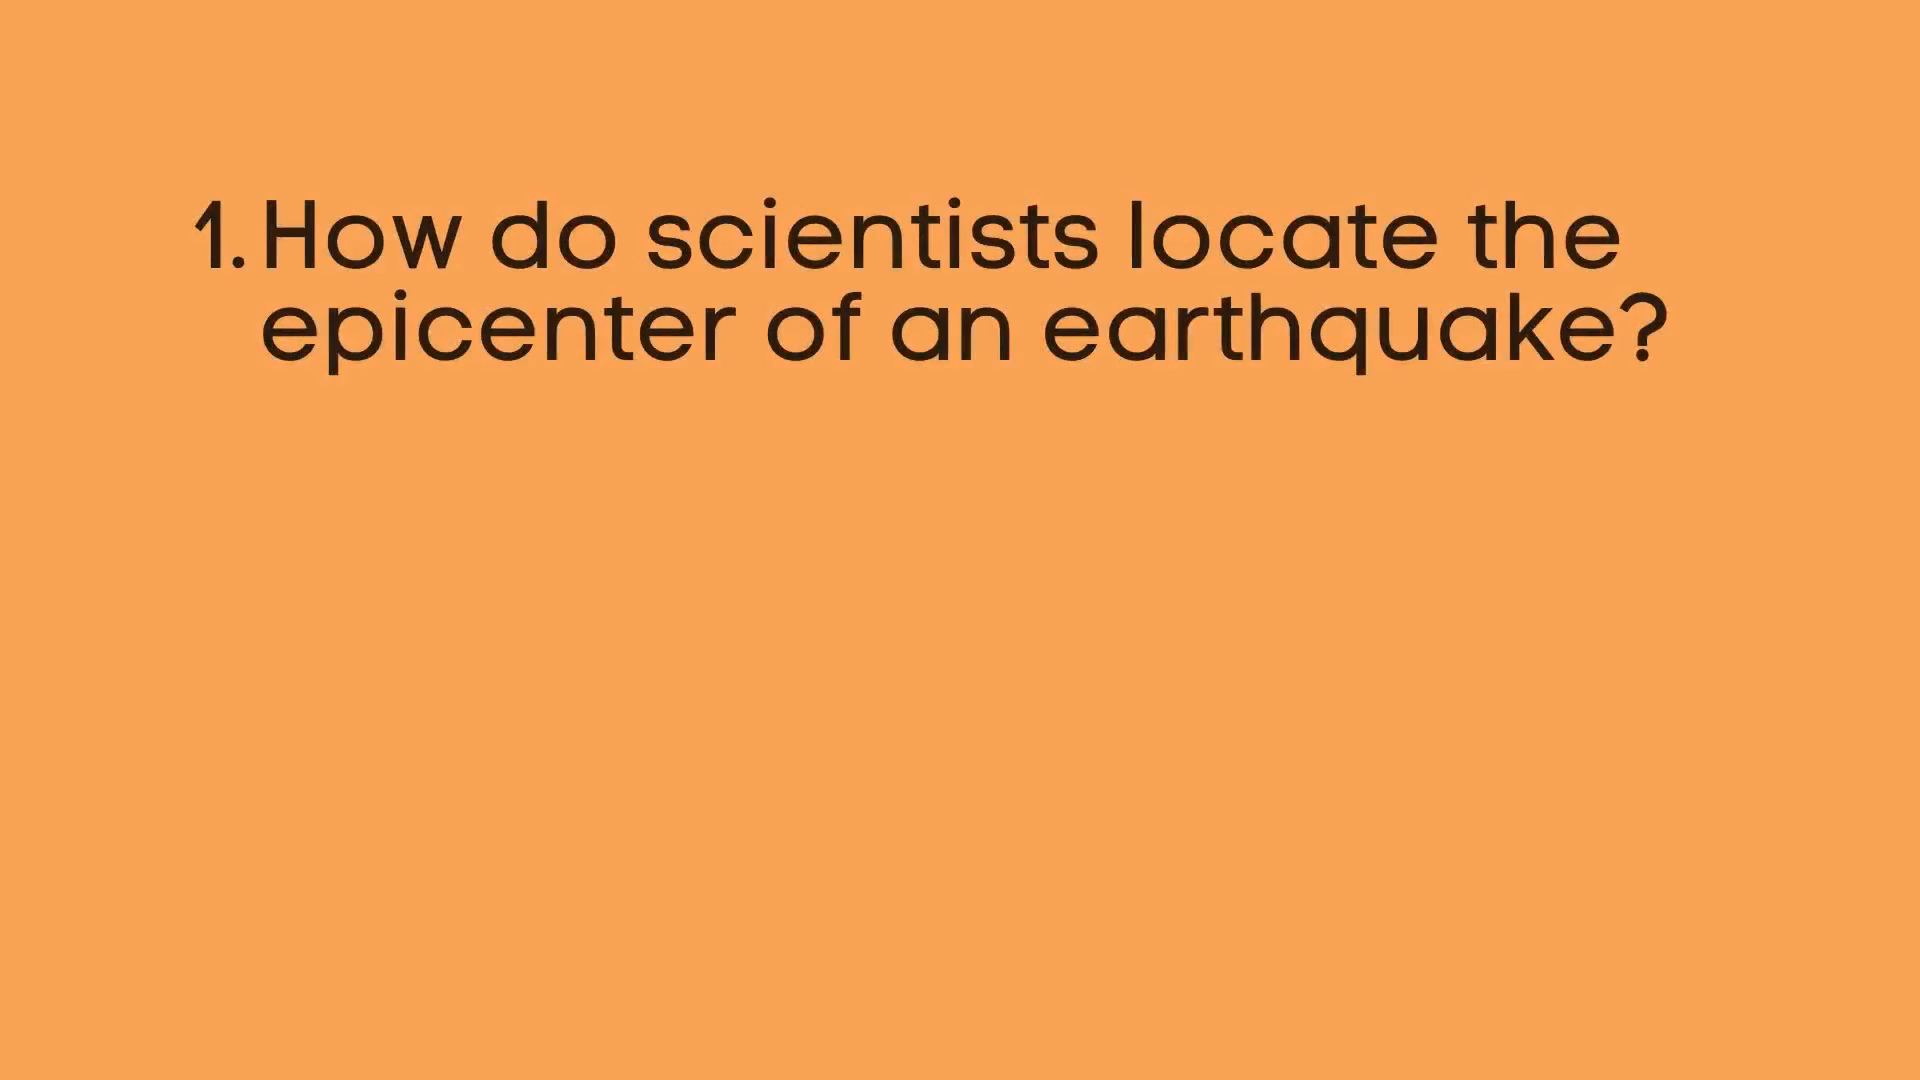 1. How do scientists locate the
epicenter of an earthquake?